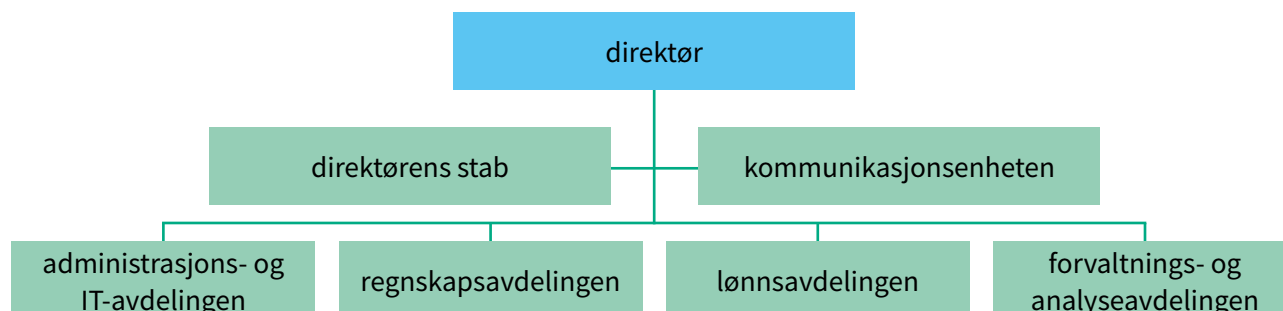 direktør
direktørens stab
kommunikasjonsenheten
administrasjons- og
IT-avdelingen
regnskapsavdelingen
lønnsavdelingen
forvaltnings- og
analyseavdelingen